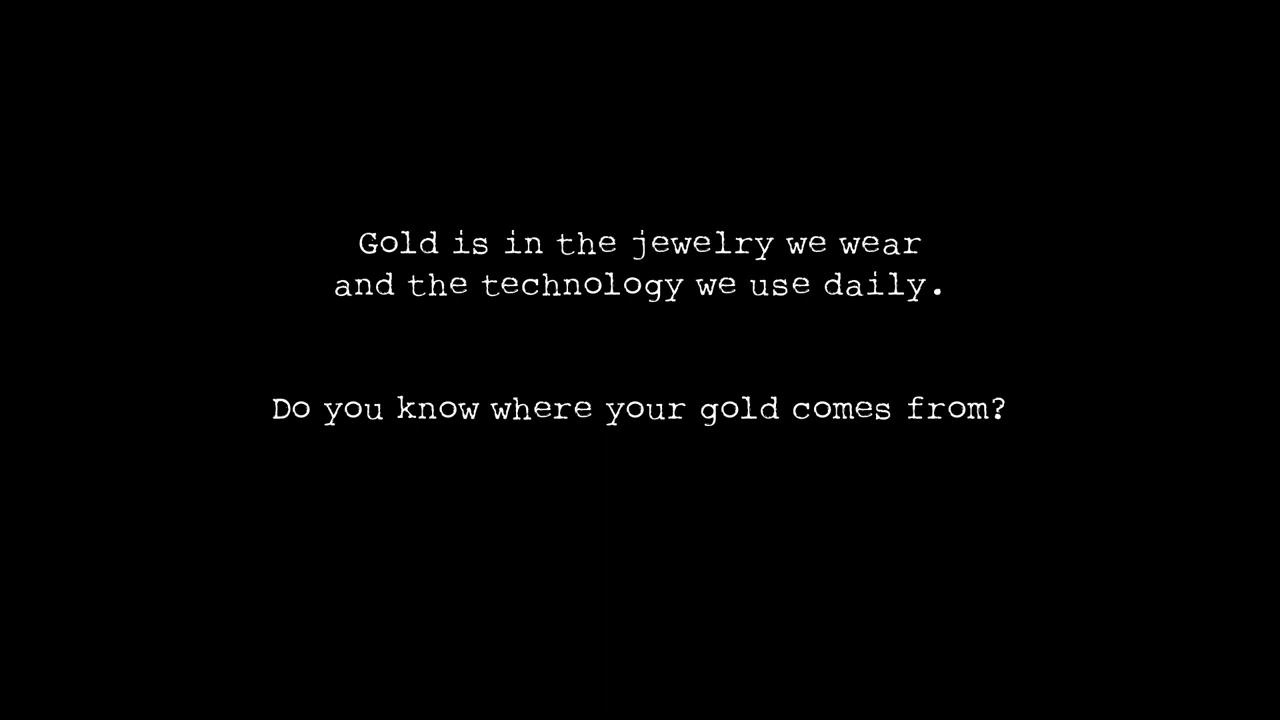 Gold is in the jewelry we wear
and the technology we use daily.
Do you know where your gold comes from?